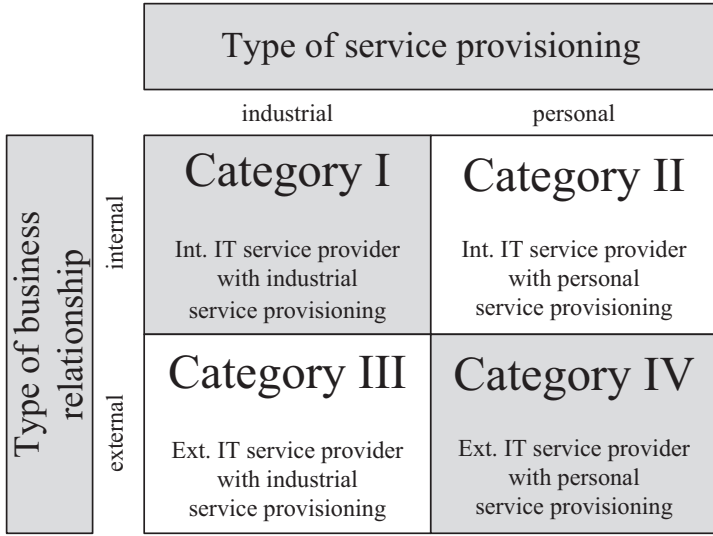 Type of service provisioning
industrial
personal
Type of business
relationship
internal
Category I
Int. IT service provider
with industrial
service provisioning
Category II
Int. IT service provider
with personal
service provisioning
external
Category III
Ext. IT service provider
with industrial
service provisioning
Category IV
Ext. IT service provider
with personal
service provisioning